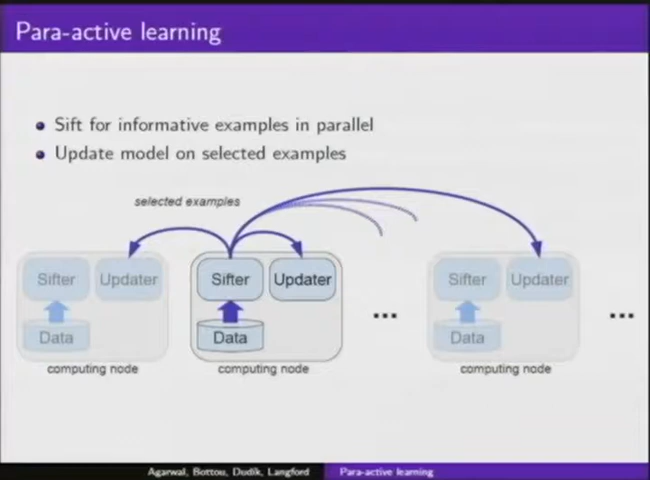 Para-active learning
Sift for informative examples in parallel
Update model on selected examples
selected examples
Sifter Updater Sifter Updater Sifter Updater
... ...
Data Data Data
computing node computing node computing node
Agarwal, Bottou, Dudík, Langford Para-active learning